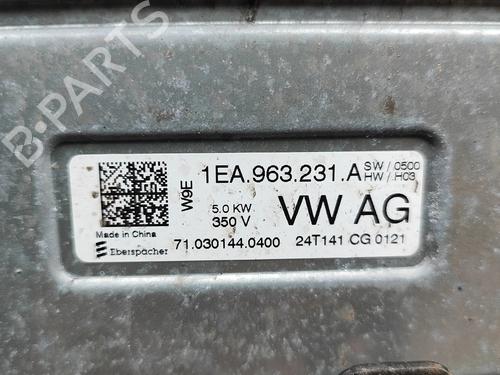 B-PARTS
1EA.963.231.A
SW / 0500
HW / H03
W9E
5.0 KW
350 V
VW AG
Made in China
Eberspächer
71.030144.0400
24T141 CG 0121